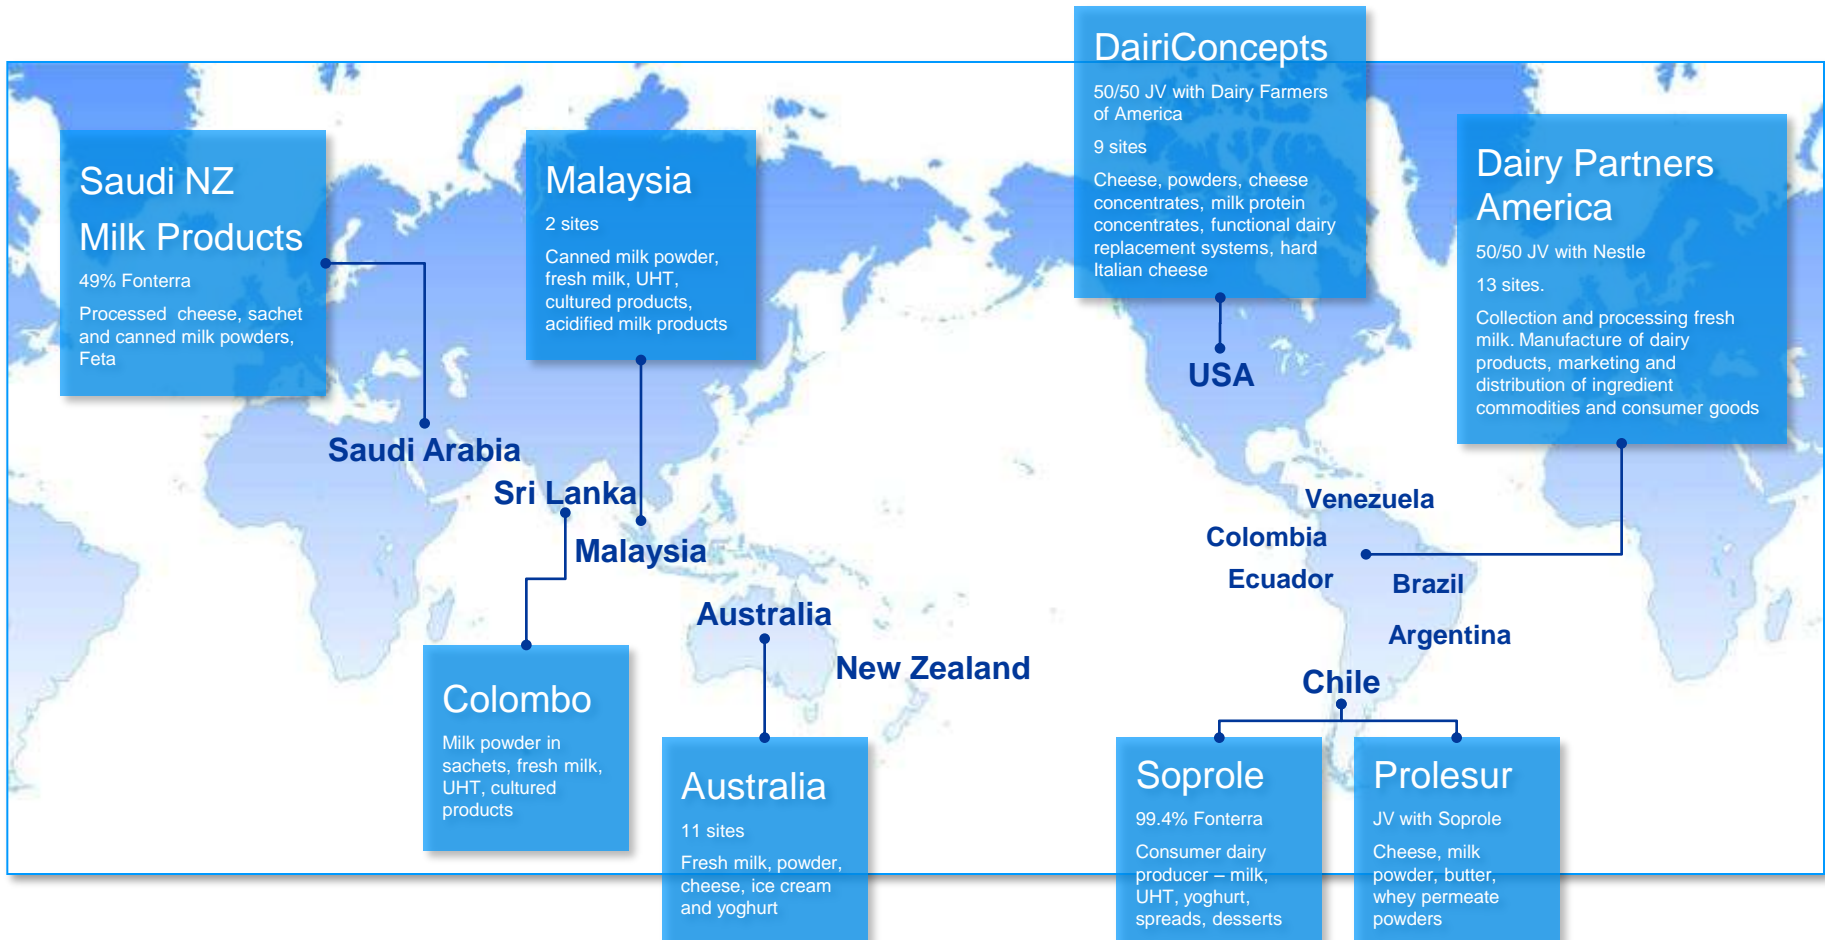 DairiConcepts
50/50 JV with Dairy Farmers
of America
9 sites
Cheese, powders, cheese
concentrates, milk protein
concentrates, functional dairy
replacement systems, hard
Italian cheese
Saudi NZ
Milk Products
49% Fonterra
Processed cheese, sachet
and canned milk powders,
Feta
Malaysia
2 sites
Canned milk powder,
fresh milk, UHT,
cultured products,
acidified milk products
Dairy Partners
America
50/50 JV with Nestle
13 sites.
Collection and processing fresh
milk. Manufacture of dairy
products, marketing and
distribution of ingredient
commodities and consumer goods
USA
Saudi Arabia
Sri Lanka
Malaysia
Venezuela
Colombia
Ecuador
Brazil
Argentina
Australia
New Zealand
Chile
Colombo
Milk powder in
sachets, fresh milk,
UHT, cultured
products
Australia
11 sites
Fresh milk, powder,
cheese, ice cream
and yoghurt
Soprole
99.4% Fonterra
Consumer dairy
producer – milk,
UHT, yoghurt,
spreads, desserts
Prolesur
JV with Soprole
Cheese, milk
powder, butter,
whey permeate
powders